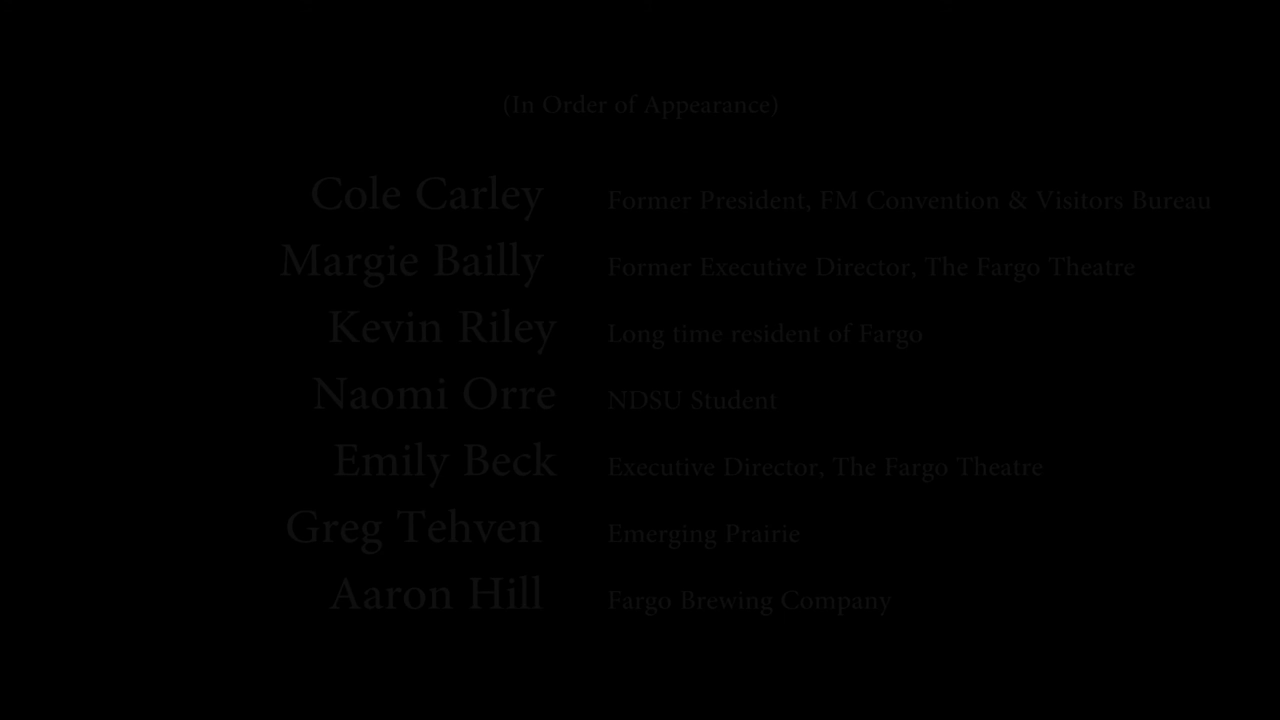 (In Order of Appearance)
Cole Carley Former President, FM Convention & Visitors Bureau
Margie Bailly Former Executive Director, The Fargo Theatre
Kevin Riley Long time resident of Fargo
Naomi Orre NDSU Student
Emily Beck Executive Director, The Fargo Theatre
Greg Tehven Emerging Prairie
Aaron Hill Fargo Brewing Company